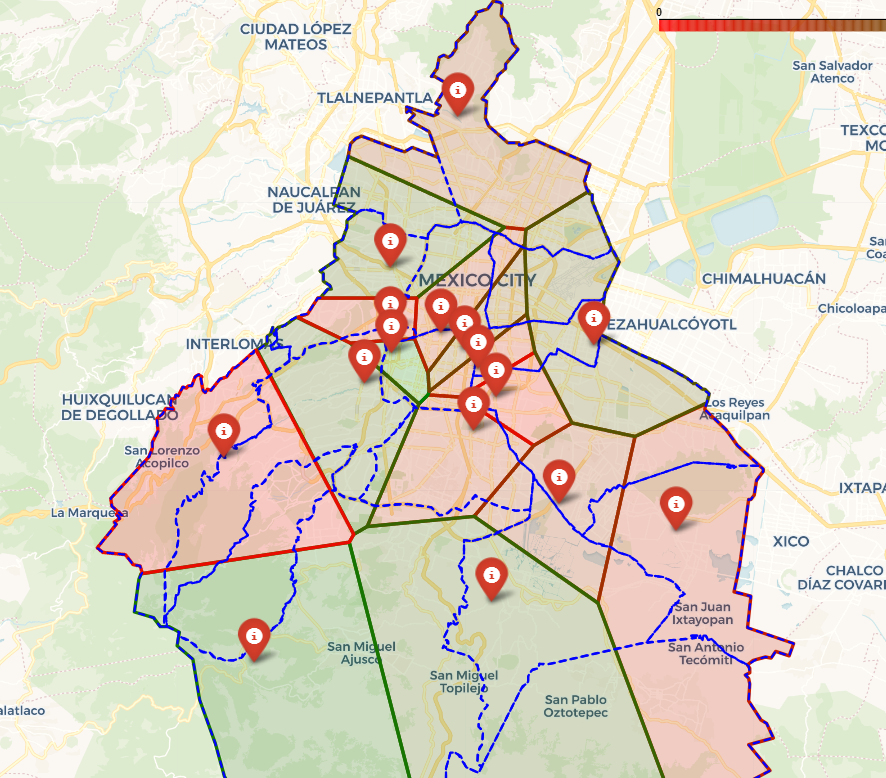 0
CIUDAD LÓPEZ
MATEOS
San Salvador
Atenco
TLALNEPANTLA
TEXCO
MO
NAUCALPAN
DE JUÁREZ
MEXICO CITY
San
Coa
CHIMALHUACÁN
Chicoloapa
EZAHUALCÓYOTL
INTERLOMAS
HUIXQUILUCAN
DE DEGOLLADO
Los Reyes
Acaquilpan
San Lorenzo
Acopilco
IXTAPA
La Marquesa
XICO
CHALCO
DÍAZ COVARR
San Juan
Ixtayopan
San Miguel
Ajusco
San Antonio
Tecómitl
San Miguel
Topilejo
San Pablo
Oztotepec
alatlaco